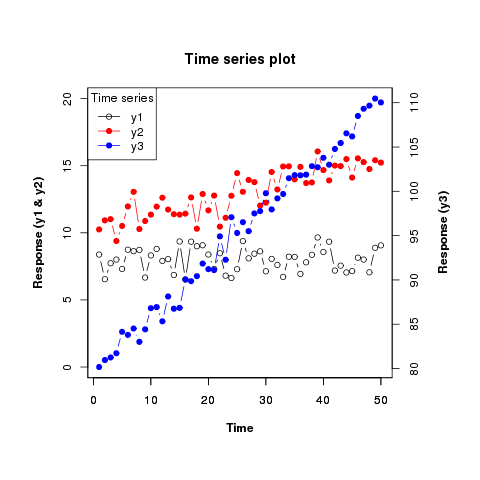 Time series plot
Time series
y1
y2
y3
20
15
10
5
0
Response (y1 & y2)
110
105
100
95
90
85
80
Response (y3)
0 10 20 30 40 50
Time